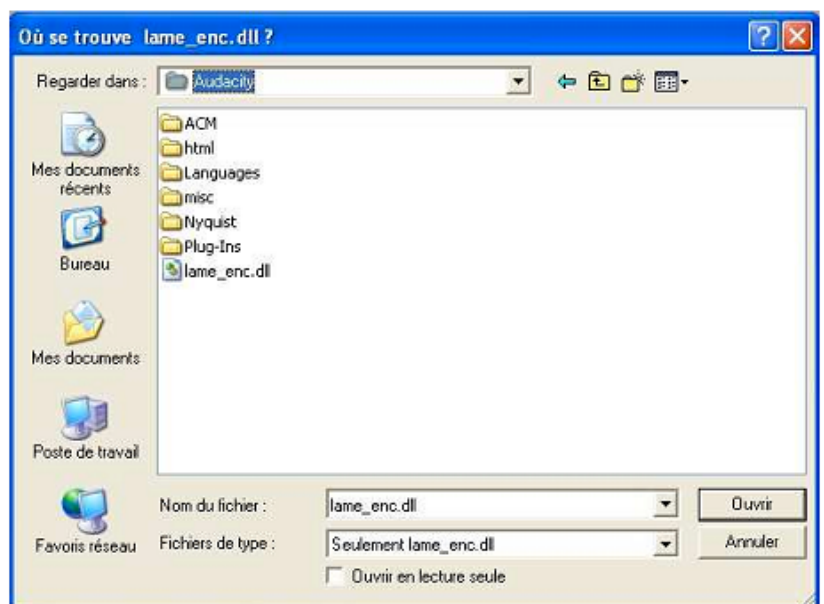 Où se trouve lame_enc.dll ?
Regarder dans :
Audacity
Mes documents
récents
Bureau
Mes documents
Poste de travail
Favoris réseau
ACM
html
Languages
misc
Nyquist
Plug-Ins
lame_enc.dll
Nom du fichier :
lame_enc.dll
Ouvrir
Fichiers de type :
Seulement lame_enc.dll
Annuler
Ouvrir en lecture seule